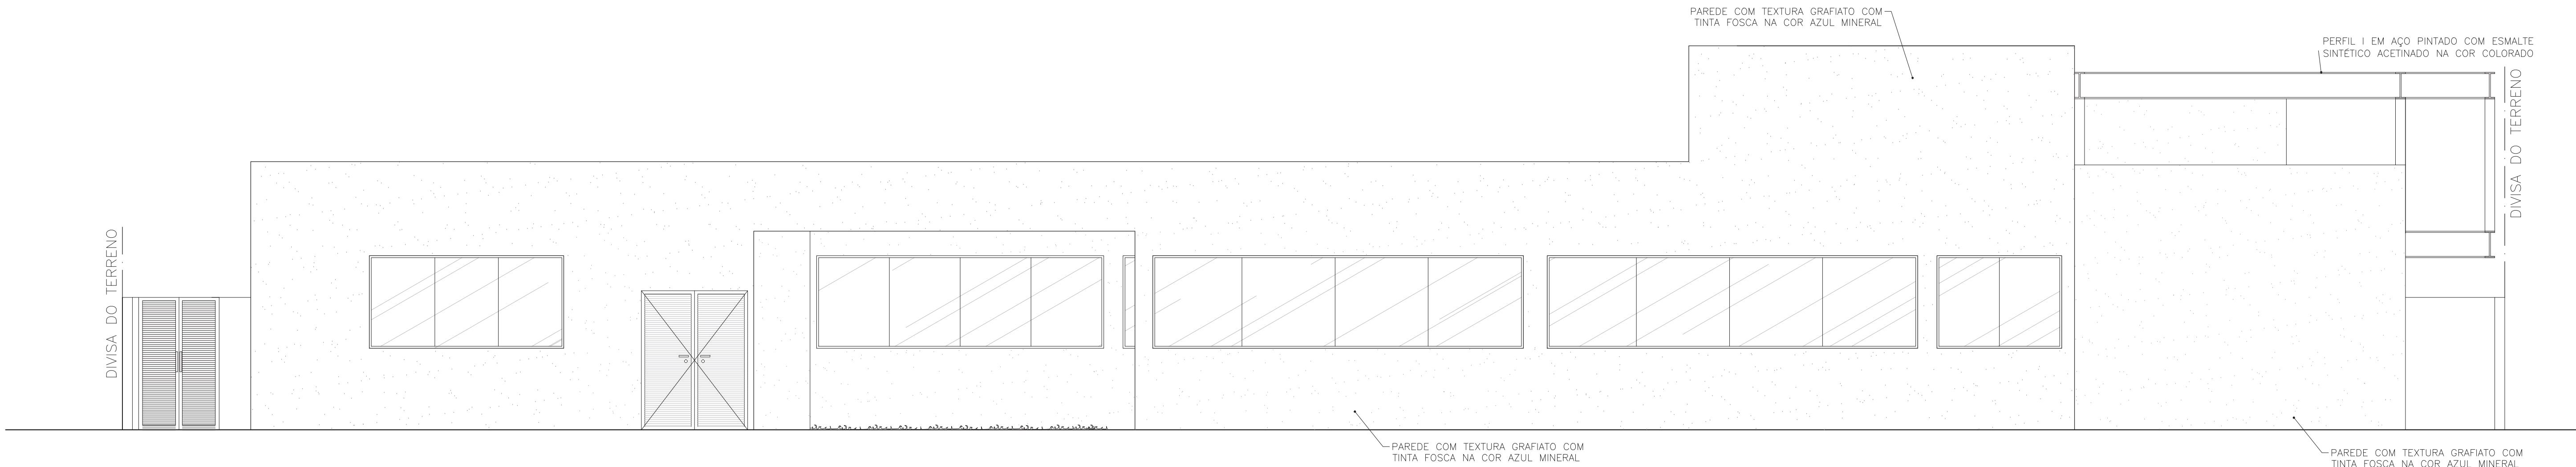 PAREDE COM TEXTURA GRAFIATO COM
TINTA FOSCA NA COR AZUL MINERAL
PERFIL I EM AÇO PINTADO COM ESMALTE
SINTÉTICO ACETINADO NA COR COLORADO
DIVISA DO TERRENO
DIVISA DO TERRENO
PAREDE COM TEXTURA GRAFIATO COM
TINTA FOSCA NA COR AZUL MINERAL
PAREDE COM TEXTURA GRAFIATO COM
TINTA FOSCA NA COR AZUL MINERAL